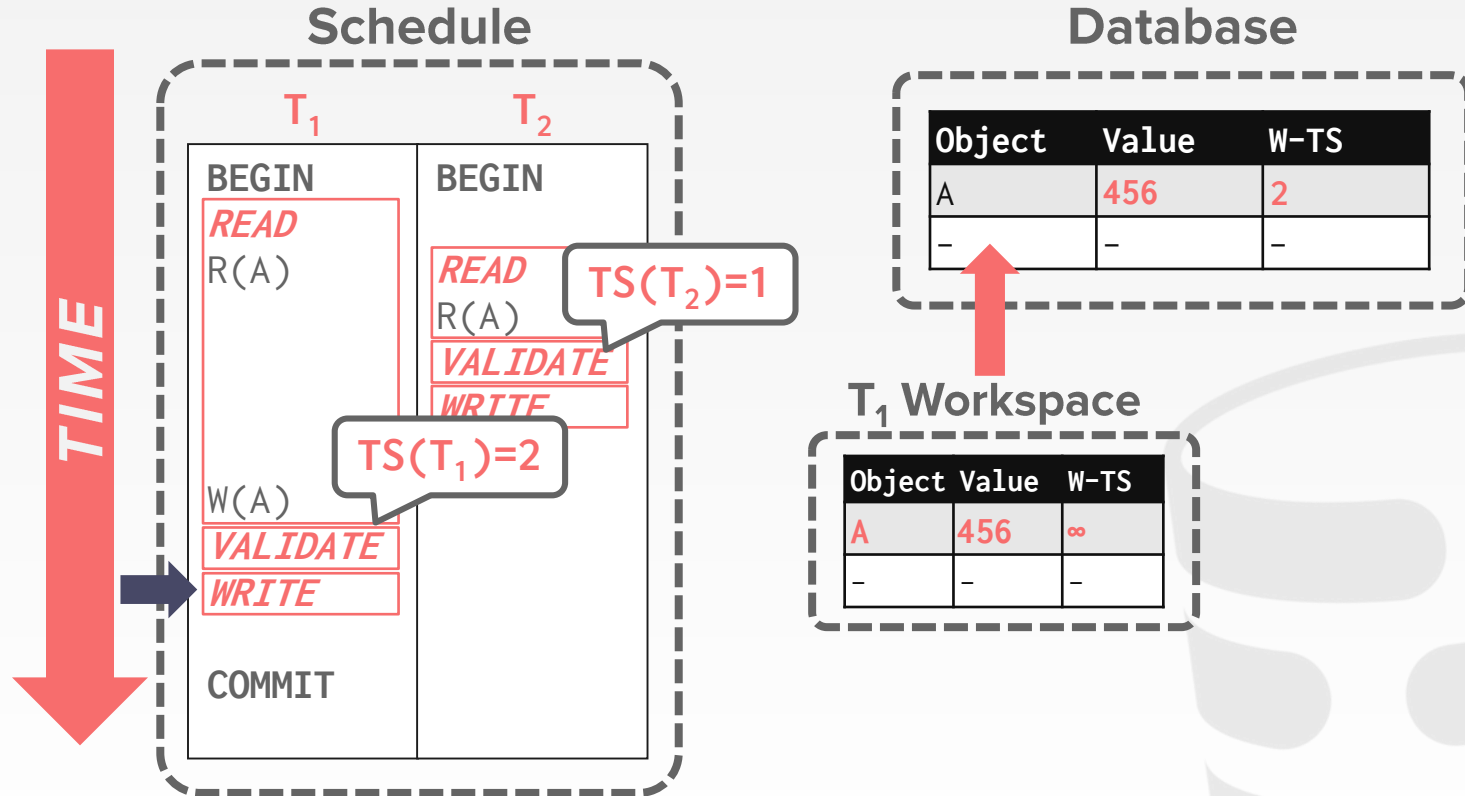 Schedule
TIME
T₁ T₂
BEGIN BEGIN
READ
R(A) READ
TS(T₂)=1
R(A)
VALIDATE
WRITE
TS(T₁)=2
W(A)
VALIDATE
WRITE
COMMIT
Database
Object Value W-TS
A 456 2
– – –
T₁ Workspace
Object Value W-TS
A 456 ∞
– – –